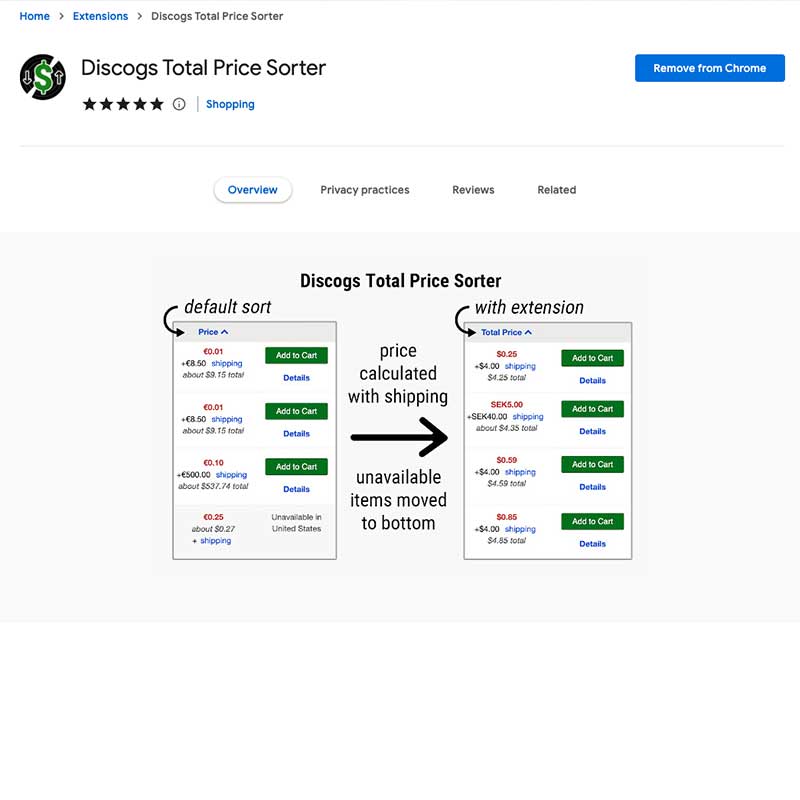 Home > Extensions > Discogs Total Price Sorter
Discogs Total Price Sorter
Remove from Chrome
Shopping
Overview
Privacy practices
Reviews
Related
Discogs Total Price Sorter
default sort
Price
€0.01
+€8.50 shipping
about $9.15 total
Add to Cart
Details
€0.01
+€8.50 shipping
about $9.15 total
Add to Cart
Details
€0.10
+€500.00 shipping
about $537.74 total
Add to Cart
Details
€0.25
about $0.27
+ shipping
Unavailable in
United States
price
calculated
with shipping
unavailable
items moved
to bottom
with extension
Total Price
$0.25
+$4.00 shipping
$4.25 total
Add to Cart
Details
SEK5.00
+SEK40.00 shipping
about $4.35 total
Add to Cart
Details
$0.59
+$4.00 shipping
$4.59 total
Add to Cart
Details
$0.85
+$4.00 shipping
$4.85 total
Add to Cart
Details